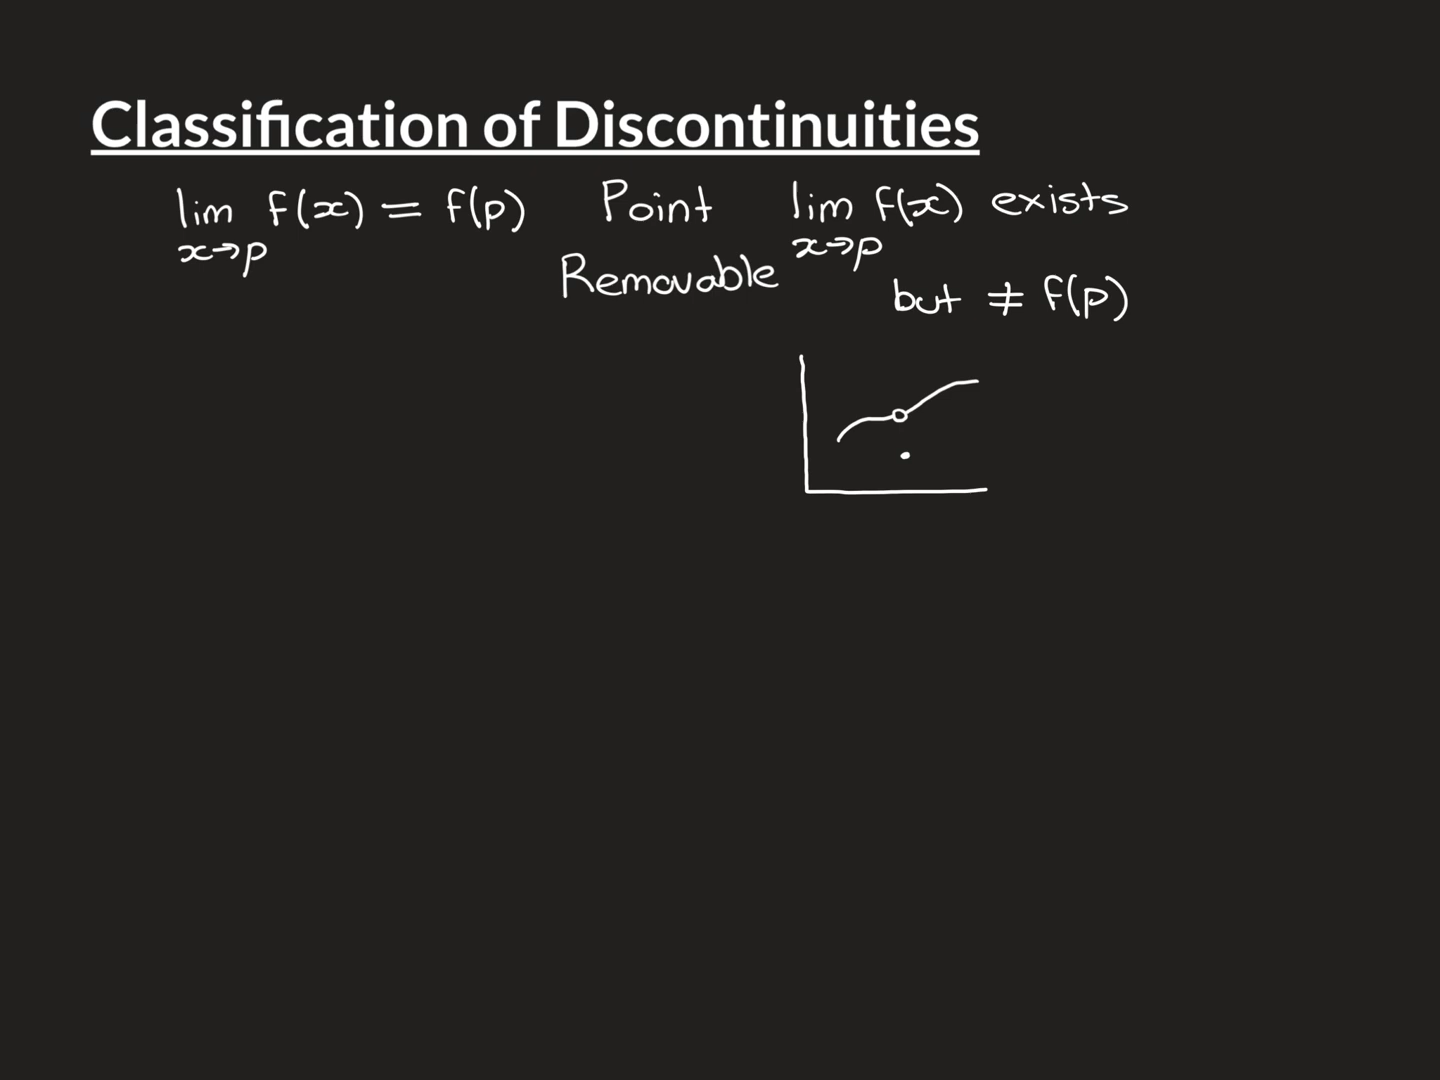 Classification of Discontinuities
lim f(x) = f(p)
x→p
Point
Removable
lim f(x) exists
x→p
but ≠ f(p)